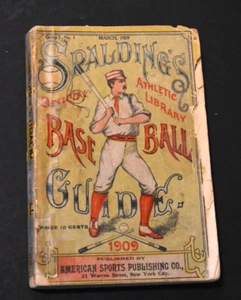 MARCH, 1909
SPALDING'S
ATHLETIC
LIBRARY
BASE BALL
GUIDE.
PRICE 10 CENTS
1909
PUBLISHED BY
AMERICAN SPORTS PUBLISHING CO.,
21 Warren Street, New York City.